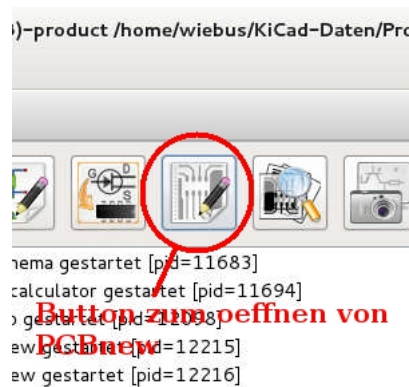 )-product /home/wiebus/KiCad-Daten/Pro
G D
S
nema gestartet [pid=11683]
calculator gestartet [pid=11694]
o gestartet [pid=12098]
Button zum oeffnen von
PCBnew
ew gestartet [pid=12215]
ew gestartet [pid=12216]